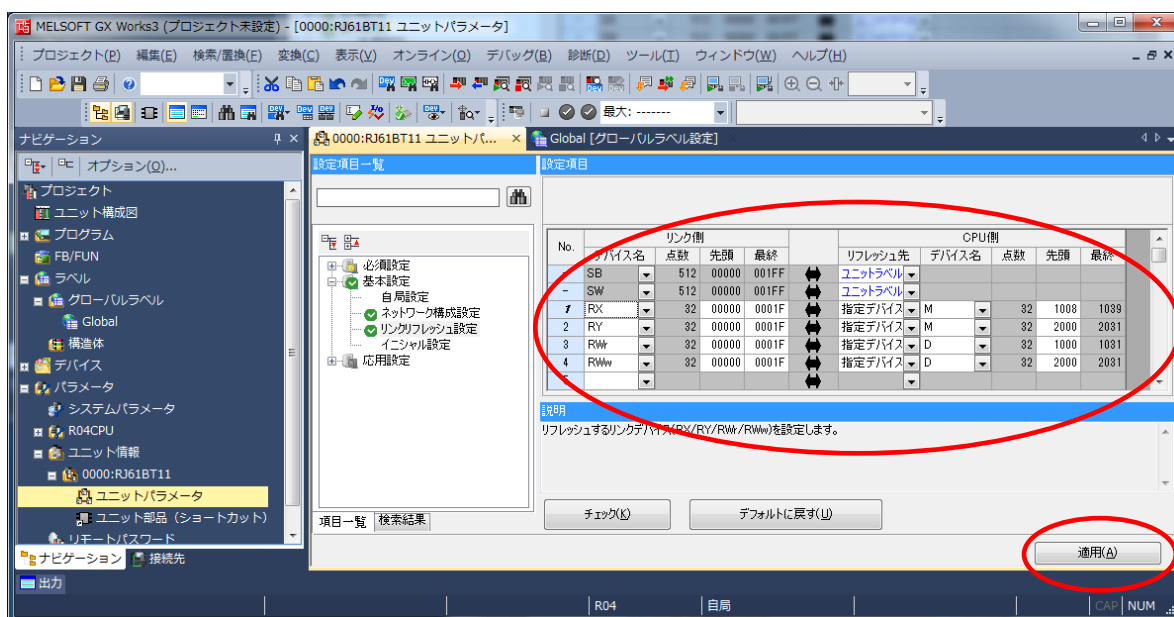 MELSOFT GX Works3 (プロジェクト未設定) - [0000:RJ61BT11 ユニットパラメータ]
プロジェクト(P) 編集(E) 検索/置換(F) 変換(C) 表示(V) オンライン(O) デバッグ(B) 診断(D) ツール(T) ウィンドウ(W) ヘルプ(H)
最大: -------
ナビゲーション
0000:RJ61BT11 ユニットパ...
Global [グローバルラベル設定]
オプション(O)...
プロジェクト
ユニット構成図
プログラム
FB/FUN
ラベル
グローバルラベル
Global
構造体
デバイス
パラメータ
システムパラメータ
R04CPU
ユニット情報
0000:RJ61BT11
ユニットパラメータ
ユニット部品（ショートカット）
リモートパスワード
ナビゲーション 接続先
設定項目一覧
必須設定
基本設定
自局設定
ネットワーク構成設定
リンクリフレッシュ設定
イニシャル設定
応用設定
項目一覧 検索結果
設定項目
No. リンク側 CPU側
デバイス名 点数 先頭 最終 リフレッシュ先 デバイス名 点数 先頭 最終
- SB 512 00000 001FF ユニットラベル
- SW 512 00000 001FF ユニットラベル
1 RX 32 00000 0001F 指定デバイス M 32 1008 1039
2 RY 32 00000 0001F 指定デバイス M 32 2000 2031
3 RWr 32 00000 0001F 指定デバイス D 32 1000 1031
4 RWw 32 00000 0001F 指定デバイス D 32 2000 2031
5
説明
リフレッシュするリンクデバイス(RX/RY/RWr/RWw)を設定します。
チェック(K) デフォルトに戻す(U)
適用(A)
出力
R04 自局 CAP NUM